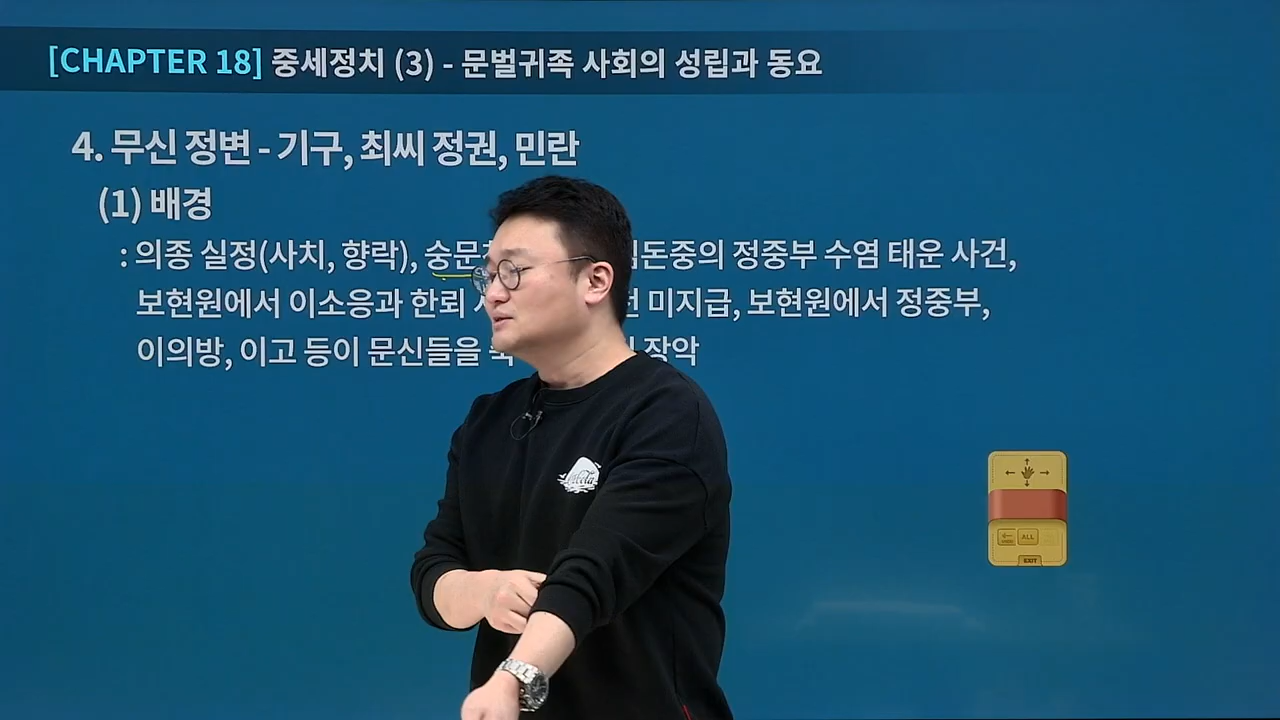 [CHAPTER 18] 중세정치 (3) - 문벌귀족 사회의 성립과 동요
4. 무신 정변 - 기구, 최씨 정권, 민란
(1) 배경
: 의종 실정(사치, 향락), 숭문 의 정중부 수염 태운 사건,
보현원에서 이소응과 한뢰 미지급, 보현원에서 정중부,
이의방, 이고 등이 문신들을 장악
ALL
EXIT